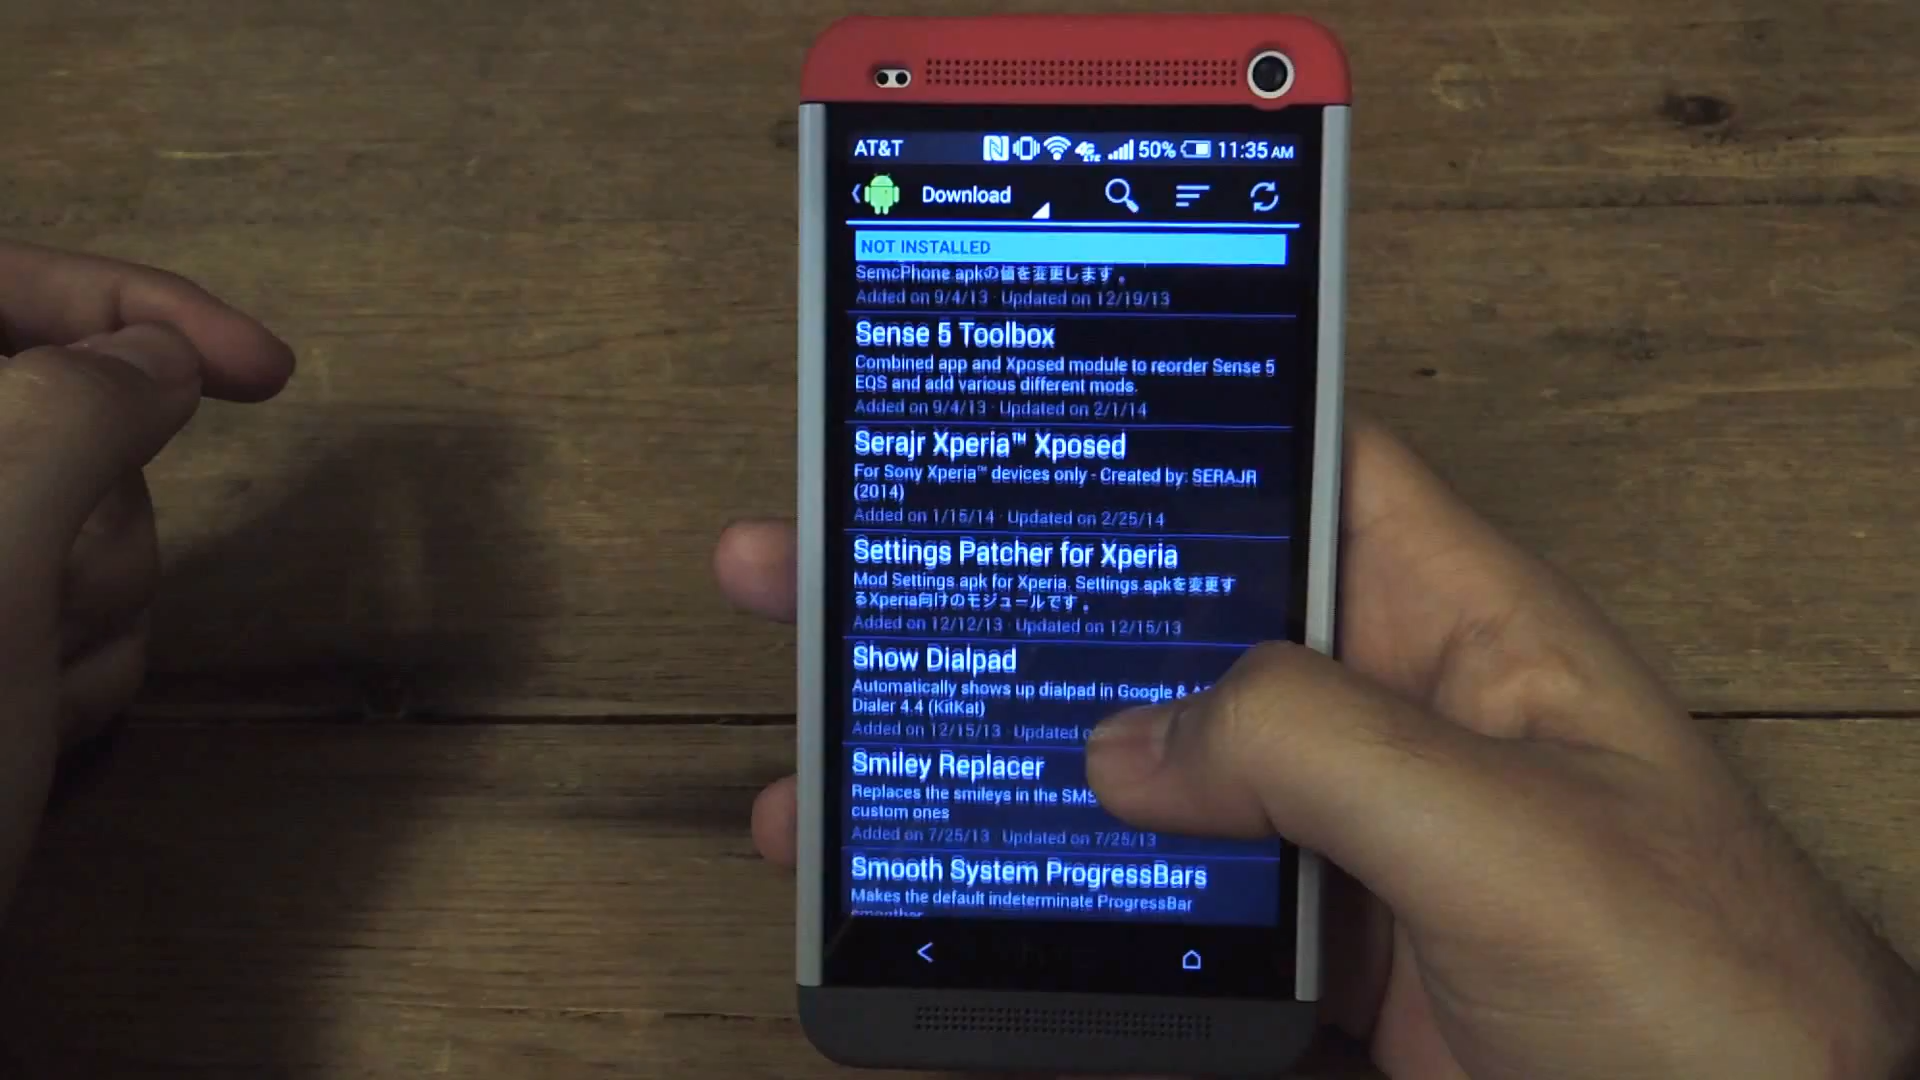 AT&T 50% 11:35 AM
Download
NOT INSTALLED
SemcPhone.apkの値を変更します。
Added on 9/4/13 · Updated on 12/19/13
Sense 5 Toolbox
Combined app and Xposed module to reorder Sense 5
EQS and add various different mods.
Added on 9/4/13 · Updated on 2/1/14
Serajr Xperia™ Xposed
For Sony Xperia™ devices only - Created by: SERAJR
(2014)
Added on 1/15/14 · Updated on 2/25/14
Settings Patcher for Xperia
Mod Settings.apk for Xperia. Settings.apkを変更す
るXperia向けのモジュールです。
Added on 12/12/13 · Updated on 12/15/13
Show Dialpad
Automatically shows up dialpad in Google &
Dialer 4.4 (KitKat)
Added on 12/15/13 · Updated
Smiley Replacer
Replaces the smileys in the SMS
custom ones
Added on 7/25/13 · Updated on 7/25/13
Smooth System ProgressBars
Makes the default indeterminate ProgressBar
smoother